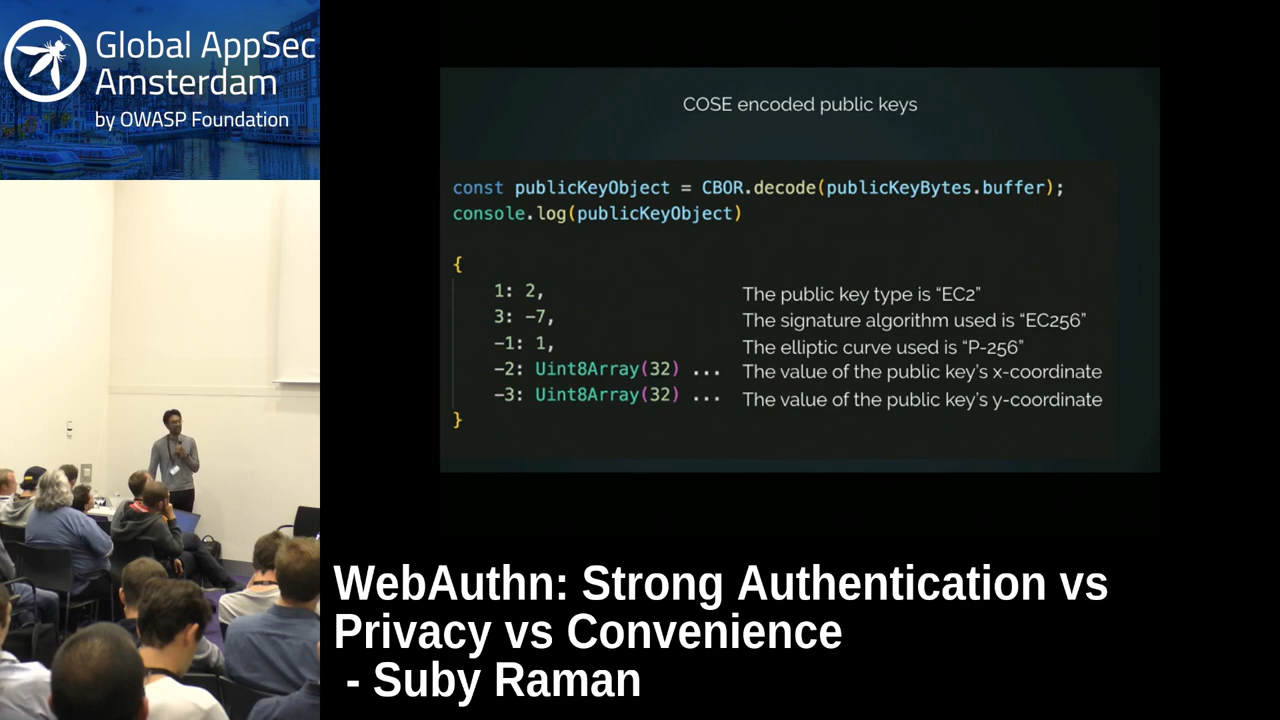 Global AppSec
Amsterdam
by OWASP Foundation
COSE encoded public keys
const publicKeyObject = CBOR.decode(publicKeyBytes.buffer);
console.log(publicKeyObject)
{
1: 2, The public key type is “EC2”
3: -7, The signature algorithm used is “EC256”
-1: 1, The elliptic curve used is “P-256”
-2: Uint8Array(32) ... The value of the public key’s x-coordinate
-3: Uint8Array(32) ... The value of the public key’s y-coordinate
}
WebAuthn: Strong Authentication vs
Privacy vs Convenience
- Suby Raman